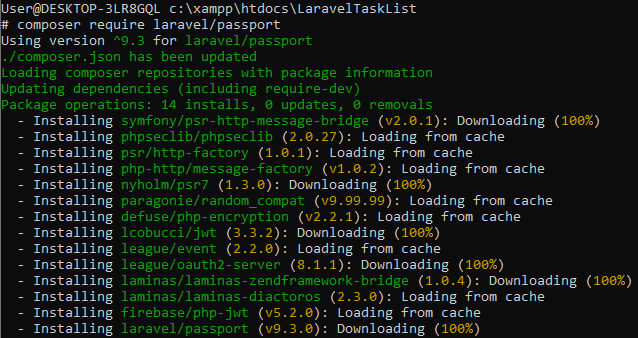 User@DESKTOP-3LR8GQL c:\xampp\htdocs\LaravelTaskList
# composer require laravel/passport
Using version ^9.3 for laravel/passport
./composer.json has been updated
Loading composer repositories with package information
Updating dependencies (including require-dev)
Package operations: 14 installs, 0 updates, 0 removals
  - Installing symfony/psr-http-message-bridge (v2.0.1): Downloading (100%)
  - Installing phpseclib/phpseclib (2.0.27): Loading from cache
  - Installing psr/http-factory (1.0.1): Loading from cache
  - Installing php-http/message-factory (v1.0.2): Loading from cache
  - Installing nyholm/psr7 (1.3.0): Downloading (100%)
  - Installing paragonie/random_compat (v9.99.99): Loading from cache
  - Installing defuse/php-encryption (v2.2.1): Loading from cache
  - Installing lcobucci/jwt (3.3.2): Downloading (100%)
  - Installing league/event (2.2.0): Loading from cache
  - Installing league/oauth2-server (8.1.1): Downloading (100%)
  - Installing laminas/laminas-zendframework-bridge (1.0.4): Downloading (100%)
  - Installing laminas/laminas-diactoros (2.3.0): Loading from cache
  - Installing firebase/php-jwt (v5.2.0): Loading from cache
  - Installing laravel/passport (v9.3.0): Downloading (100%)